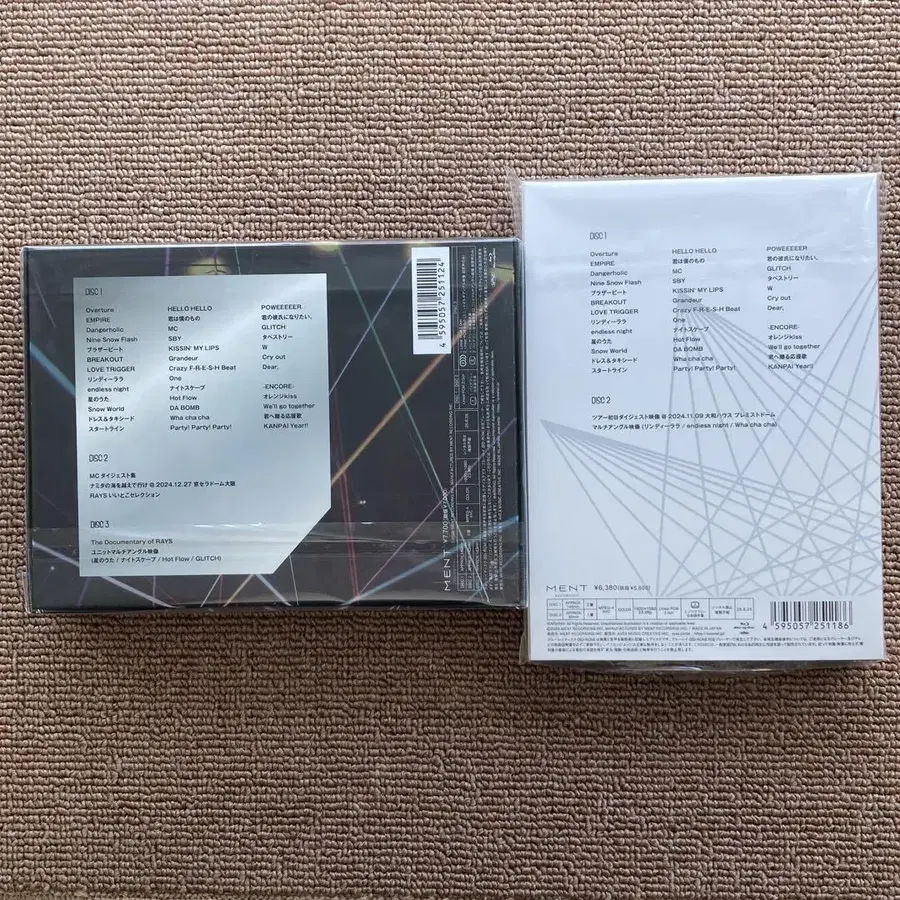 DISC 1
Overture
EMPIRE
Dangerholic
Nine Snow Flash
ブラザービート
BREAKOUT
LOVE TRIGGER
リンディーララ
endless night
星のうた
Snow World
ドレス＆タキシード
スタートライン
HELLO HELLO
君は僕のもの
MC
SBY
KISSIN' MY LIPS
Grandeur
Crazy F-R-E-S-H Beat
One
ナイトスケープ
Hot Flow
DA BOMB
Wha cha cha
Party! Party! Party!
POWEEEEER
君の彼氏になりたい。
GLITCH
タペストリー
W
Cry out
Dear,
-ENCORE-
オレンジkiss
We'll go together
君へ贈る応援歌
KANPAI Year!!
DISC 2
MC ダイジェスト集
ナミダの海を越えて行け @ 2024.12.27 京セラドーム大阪
RAYS いいとこセレクション
DISC 3
The Documentary of RAYS
ユニットマルチアングル映像
(星のうた / ナイトスケープ / Hot Flow / GLITCH)
4 595057 251124
MENT
DISC 1
Overture
EMPIRE
Dangerholic
Nine Snow Flash
ブラザービート
BREAKOUT
LOVE TRIGGER
リンディーララ
endless night
星のうた
Snow World
ドレス＆タキシード
スタートライン
HELLO HELLO
君は僕のもの
MC
SBY
KISSIN' MY LIPS
Grandeur
Crazy F-R-E-S-H Beat
One
ナイトスケープ
Hot Flow
DA BOMB
Wha cha cha
Party! Party! Party!
POWEEEEER
君の彼氏になりたい。
GLITCH
タペストリー
W
Cry out
Dear,
-ENCORE-
オレンジkiss
We'll go together
君へ贈る応援歌
KANPAI Year!!
DISC 2
ツアー初日ダイジェスト映像 @ 2024.11.09 大和ハウス プレミストドーム
マルチアングル映像 (リンディーララ / endless night / Wha cha cha)
MENT
¥6,380(税抜 ¥5,800)
COLOR
4 595057 251186